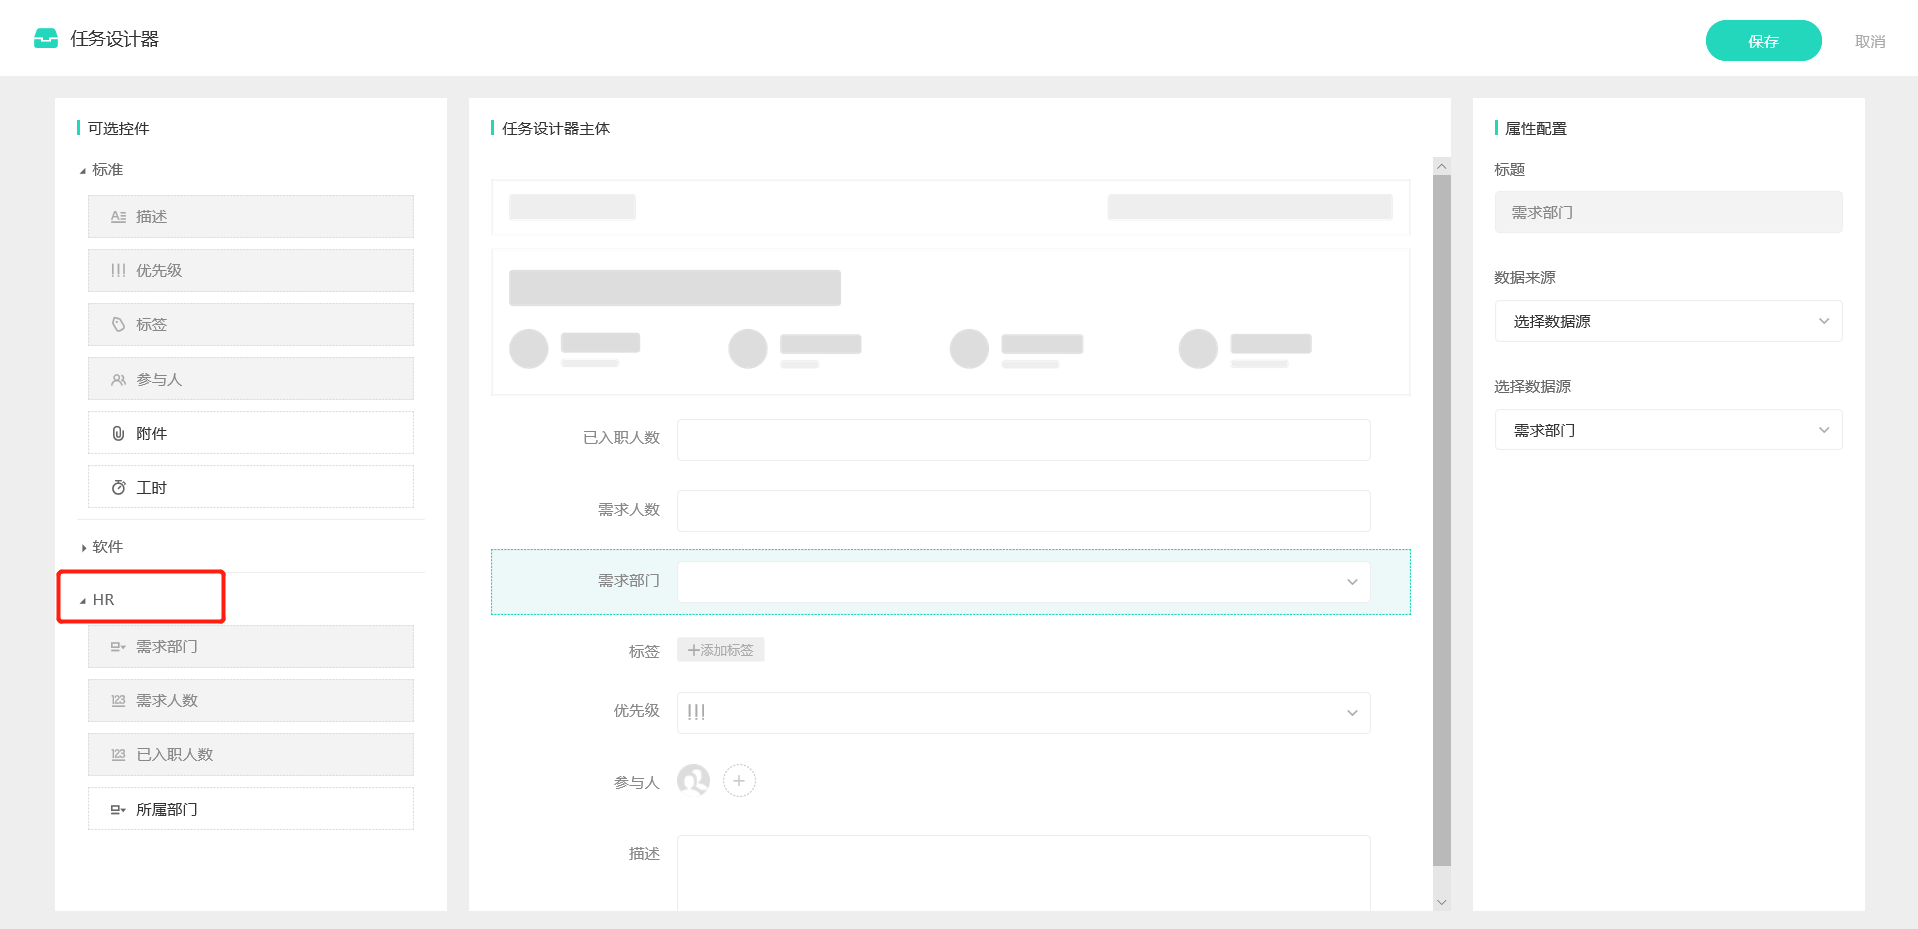 任务设计器
保存
取消
可选控件
标准
描述
优先级
标签
参与人
附件
工时
软件
HR
需求部门
123 需求人数
123 已入职人数
所属部门
任务设计器主体
已入职人数
需求人数
需求部门
标签
+添加标签
优先级
!!!
参与人
+
描述
属性配置
标题
需求部门
数据来源
选择数据源
选择数据源
需求部门